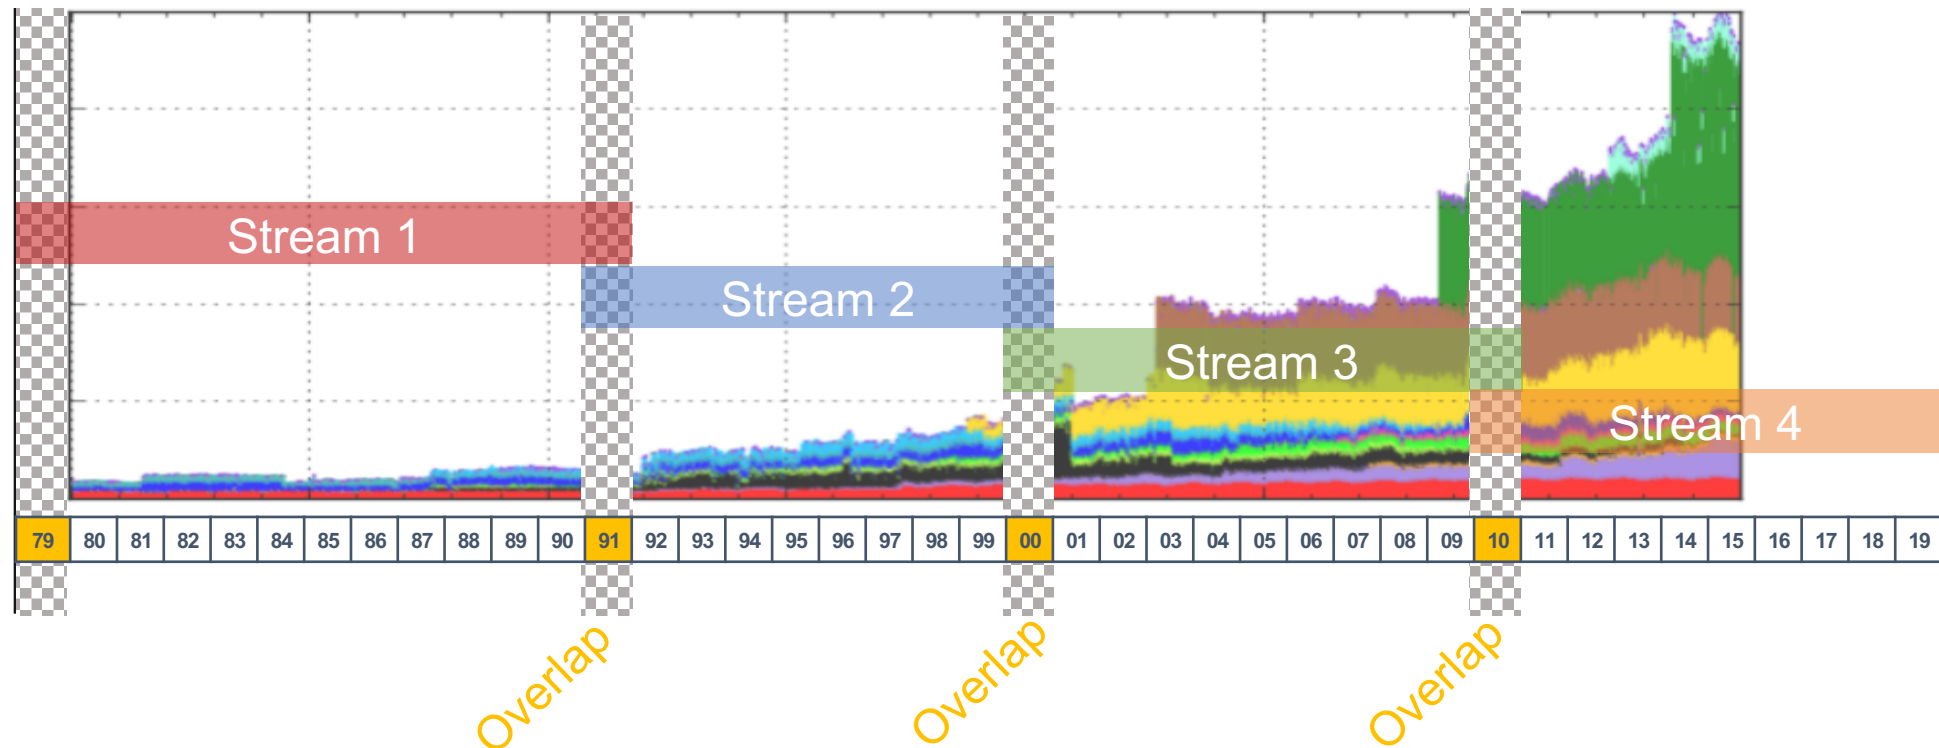 Stream 1
Stream 2
Stream 3
Stream 4
79 80 81 82 83 84 85 86 87 88 89 90 91 92 93 94 95 96 97 98 99 00 01 02 03 04 05 06 07 08 09 10 11 12 13 14 15 16 17 18 19
Overlap
Overlap
Overlap